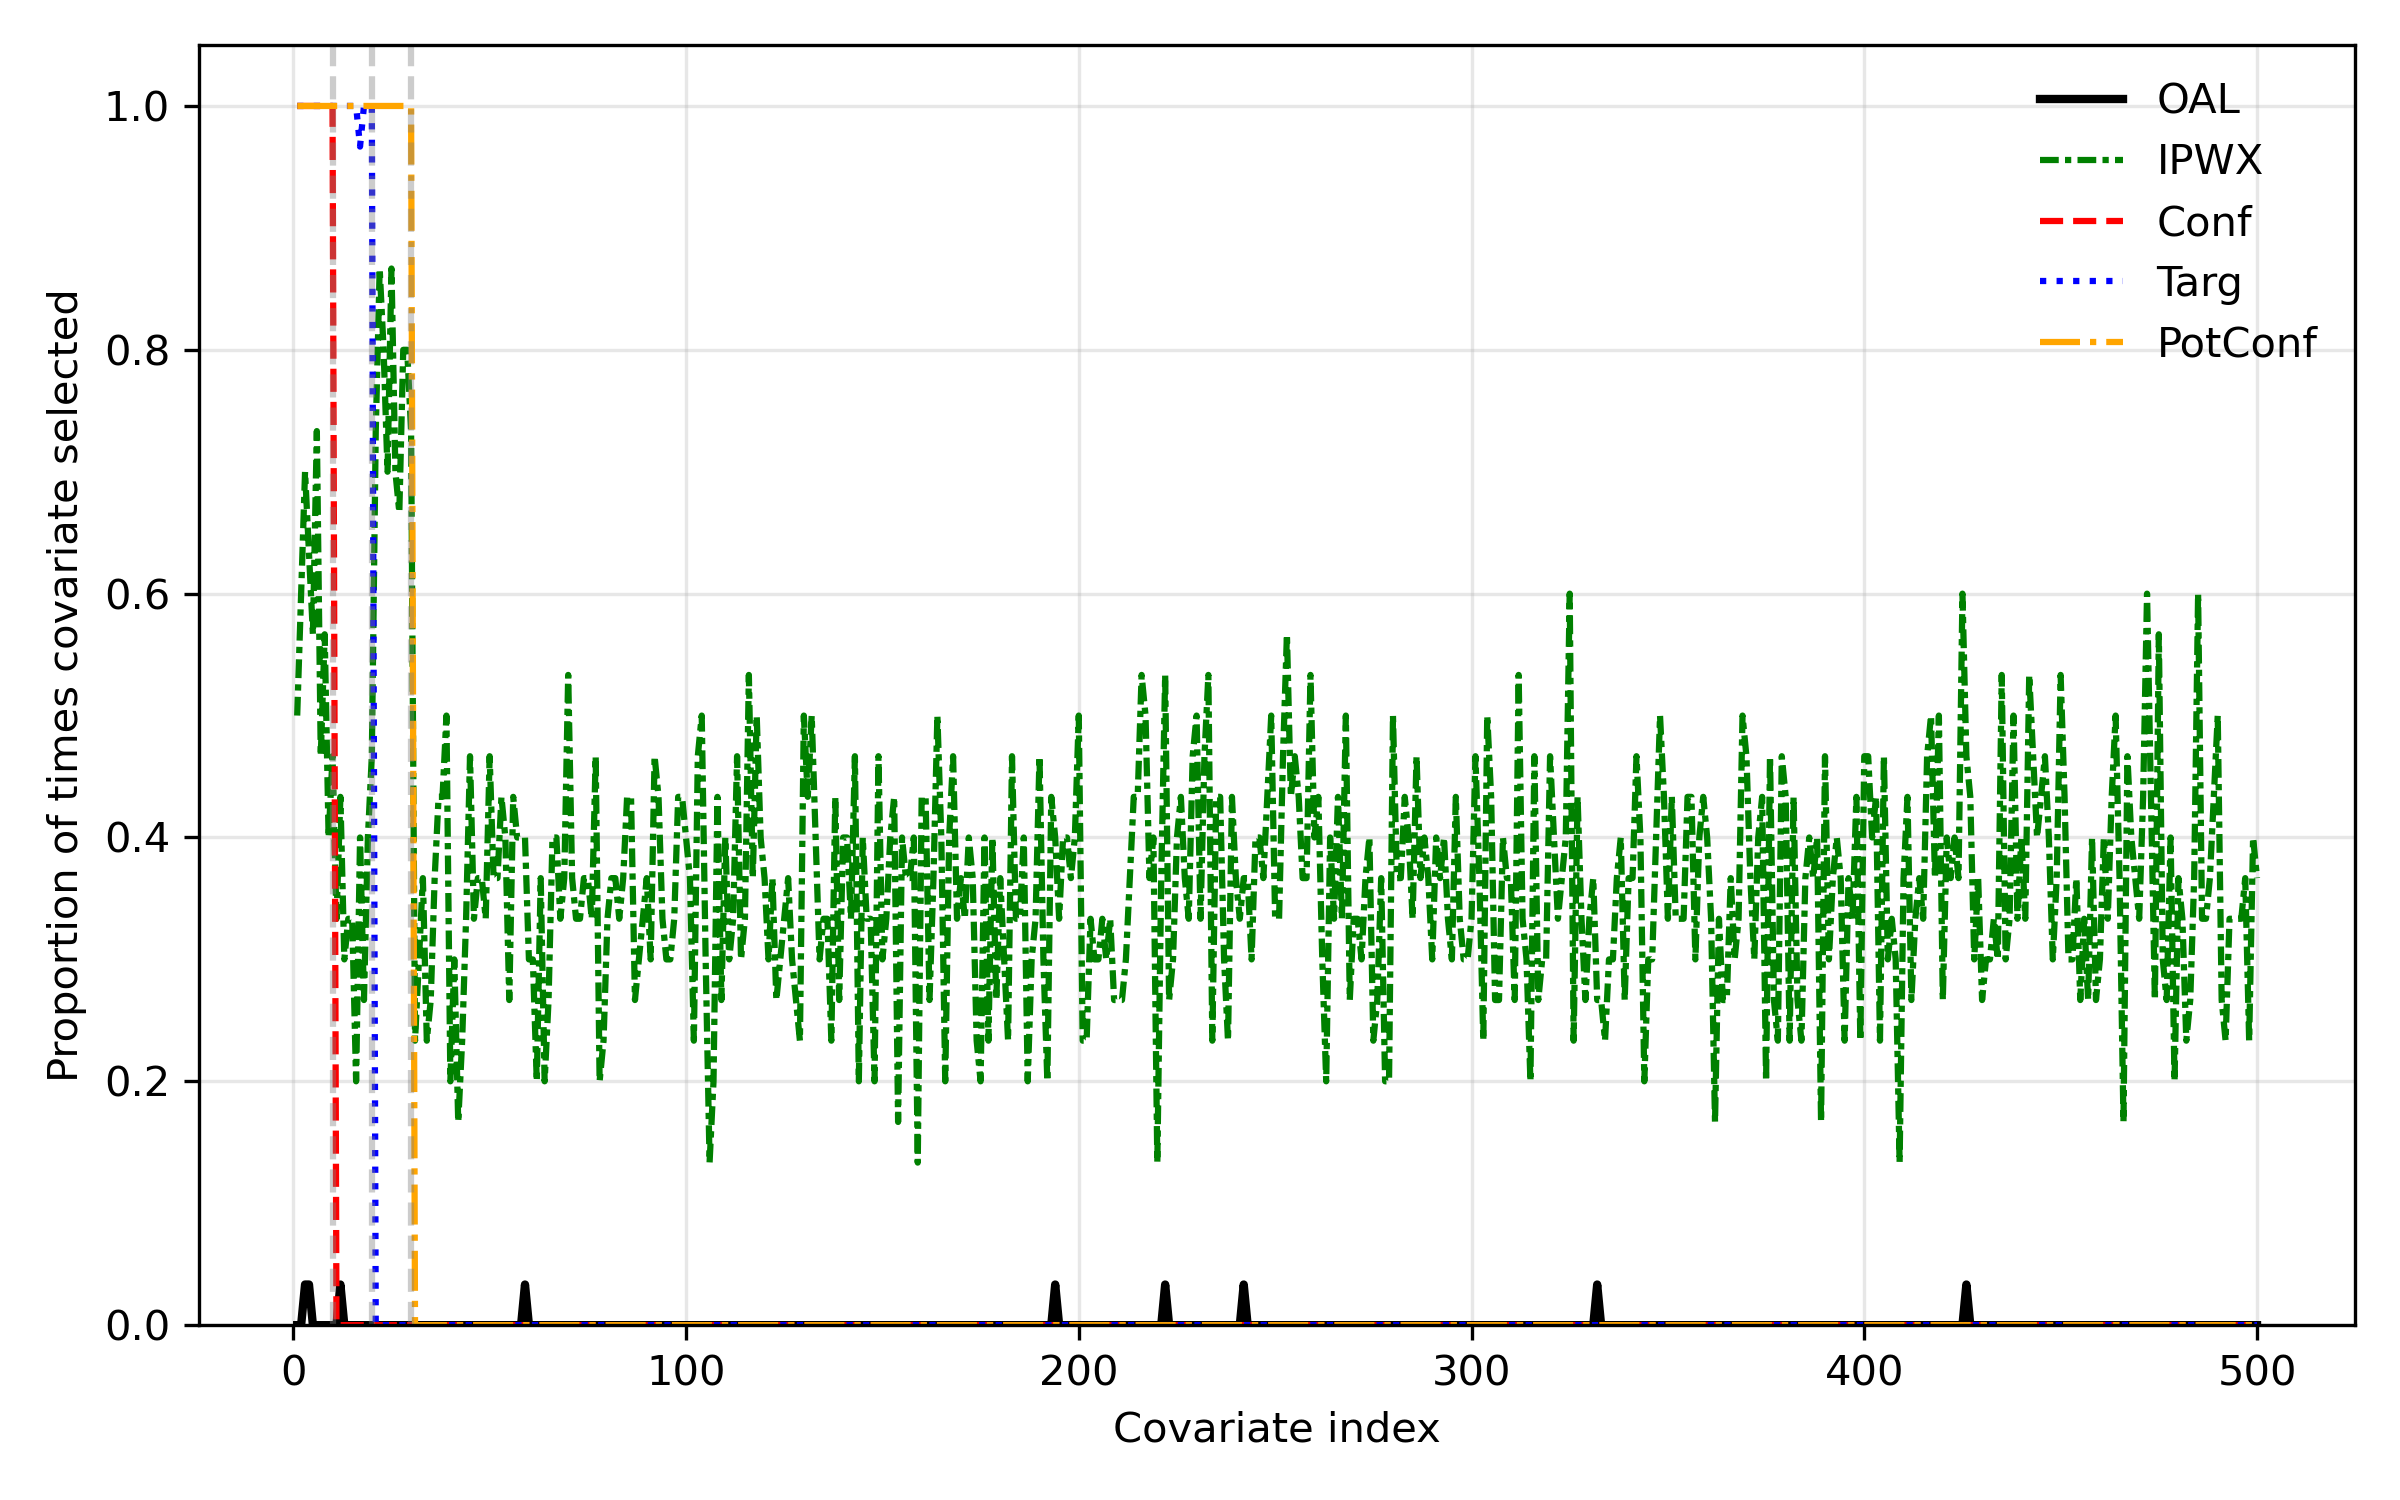 OAL
IPWX
Conf
Targ
PotConf
1.0
0.8
0.6
0.4
0.2
0.0
Proportion of times covariate selected
0 100 200 300 400 500
Covariate index